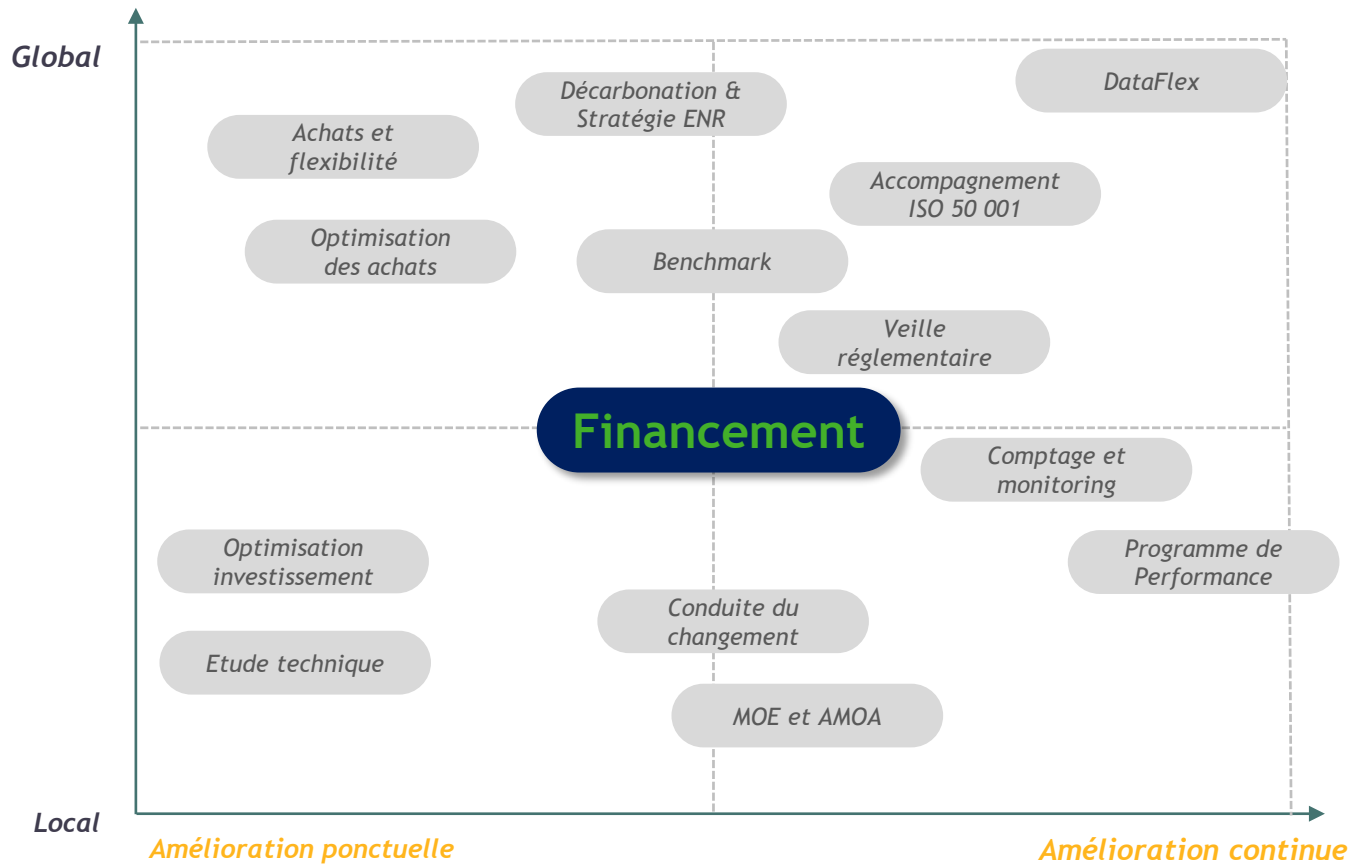 Global
Décarbonation &
Stratégie ENR
DataFlex
Achats et
flexibilité
Accompagnement
ISO 50 001
Optimisation
des achats
Benchmark
Veille
réglementaire
Financement
Comptage et
monitoring
Optimisation
investissement
Programme de
Performance
Conduite du
changement
Etude technique
MOE et AMOA
Local
Amélioration ponctuelle
Amélioration continue